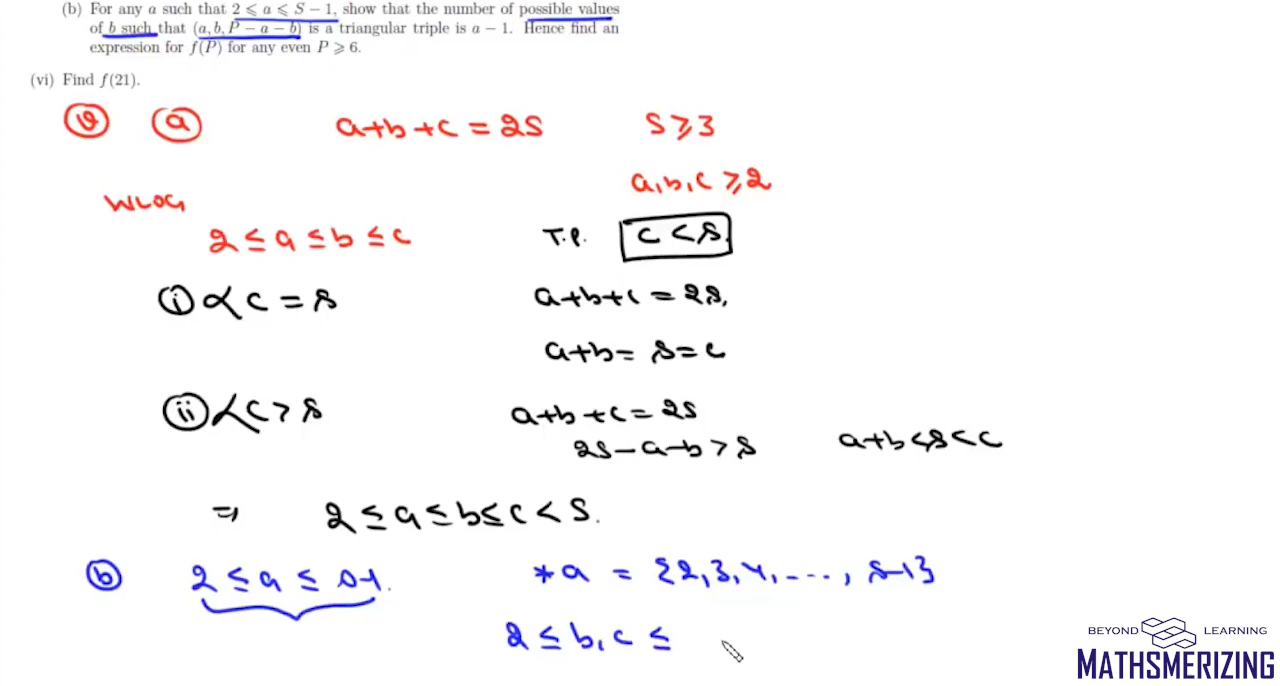 (b) For any a such that 2 ⩽ a ⩽ S − 1, show that the number of possible values
of b such that (a, b, P − a − b) is a triangular triple is a − 1. Hence find an
expression for f(P) for any even P ⩾ 6.
(vi) Find f(21).
(v) (a) a+b+c = 2S S ⩾ 3
a, b, c ⩾ 2
WLOG
2 ≤ a ≤ b ≤ c T.P. c < S.
(i) α c = S a+b+c = 2S,
a+b = S = c
(ii) α c > S a+b+c = 2S
2S−a−b > S a+b < S < c
⇒ 2 ≤ a ≤ b ≤ c < S.
(b) 2 ≤ a ≤ S-1. * a = {2, 3, 4, ...., S-1}
2 ≤ b, c ≤
BEYOND LEARNING
MATHSMERIZING